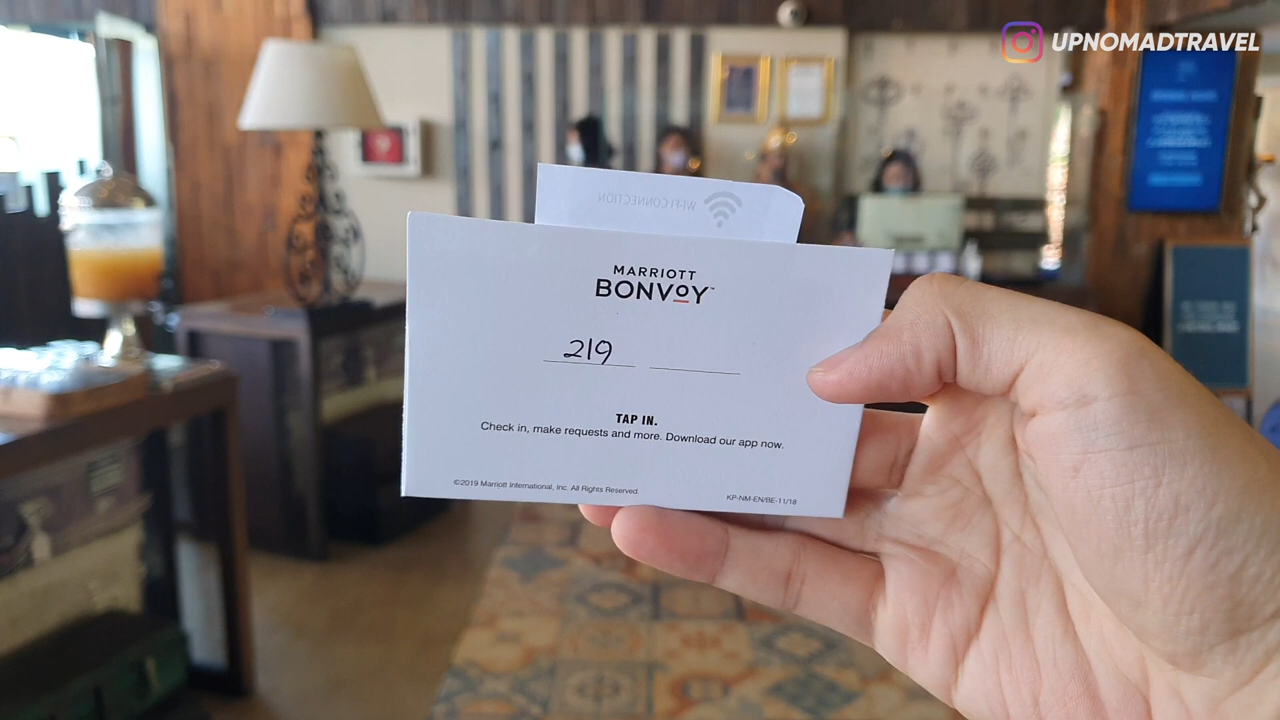 UPNOMADTRAVEL
WI-FI CONNECTION
MARRIOTT
BONVOY™
219
TAP IN.
Check in, make requests and more. Download our app now.
©2019 Marriott International, Inc. All Rights Reserved.
KP-NM-EN/BE-11/18